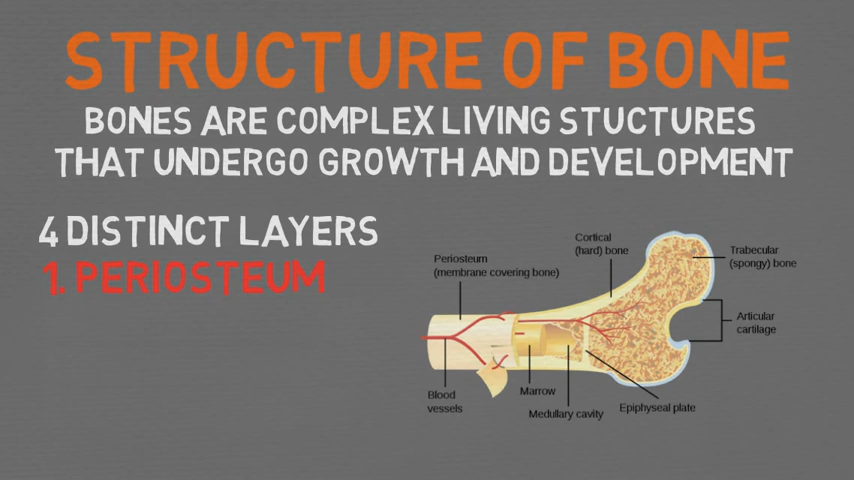 STRUCTURE OF BONE
BONES ARE COMPLEX LIVING STUCTURES
THAT UNDERGO GROWTH AND DEVELOPMENT
4 DISTINCT LAYERS
1. PERIOSTEUM
Periosteum
(membrane covering bone)
Cortical
(hard) bone
Trabecular
(spongy) bone
Articular
cartilage
Blood
vessels
Marrow
Medullary cavity
Epiphyseal plate